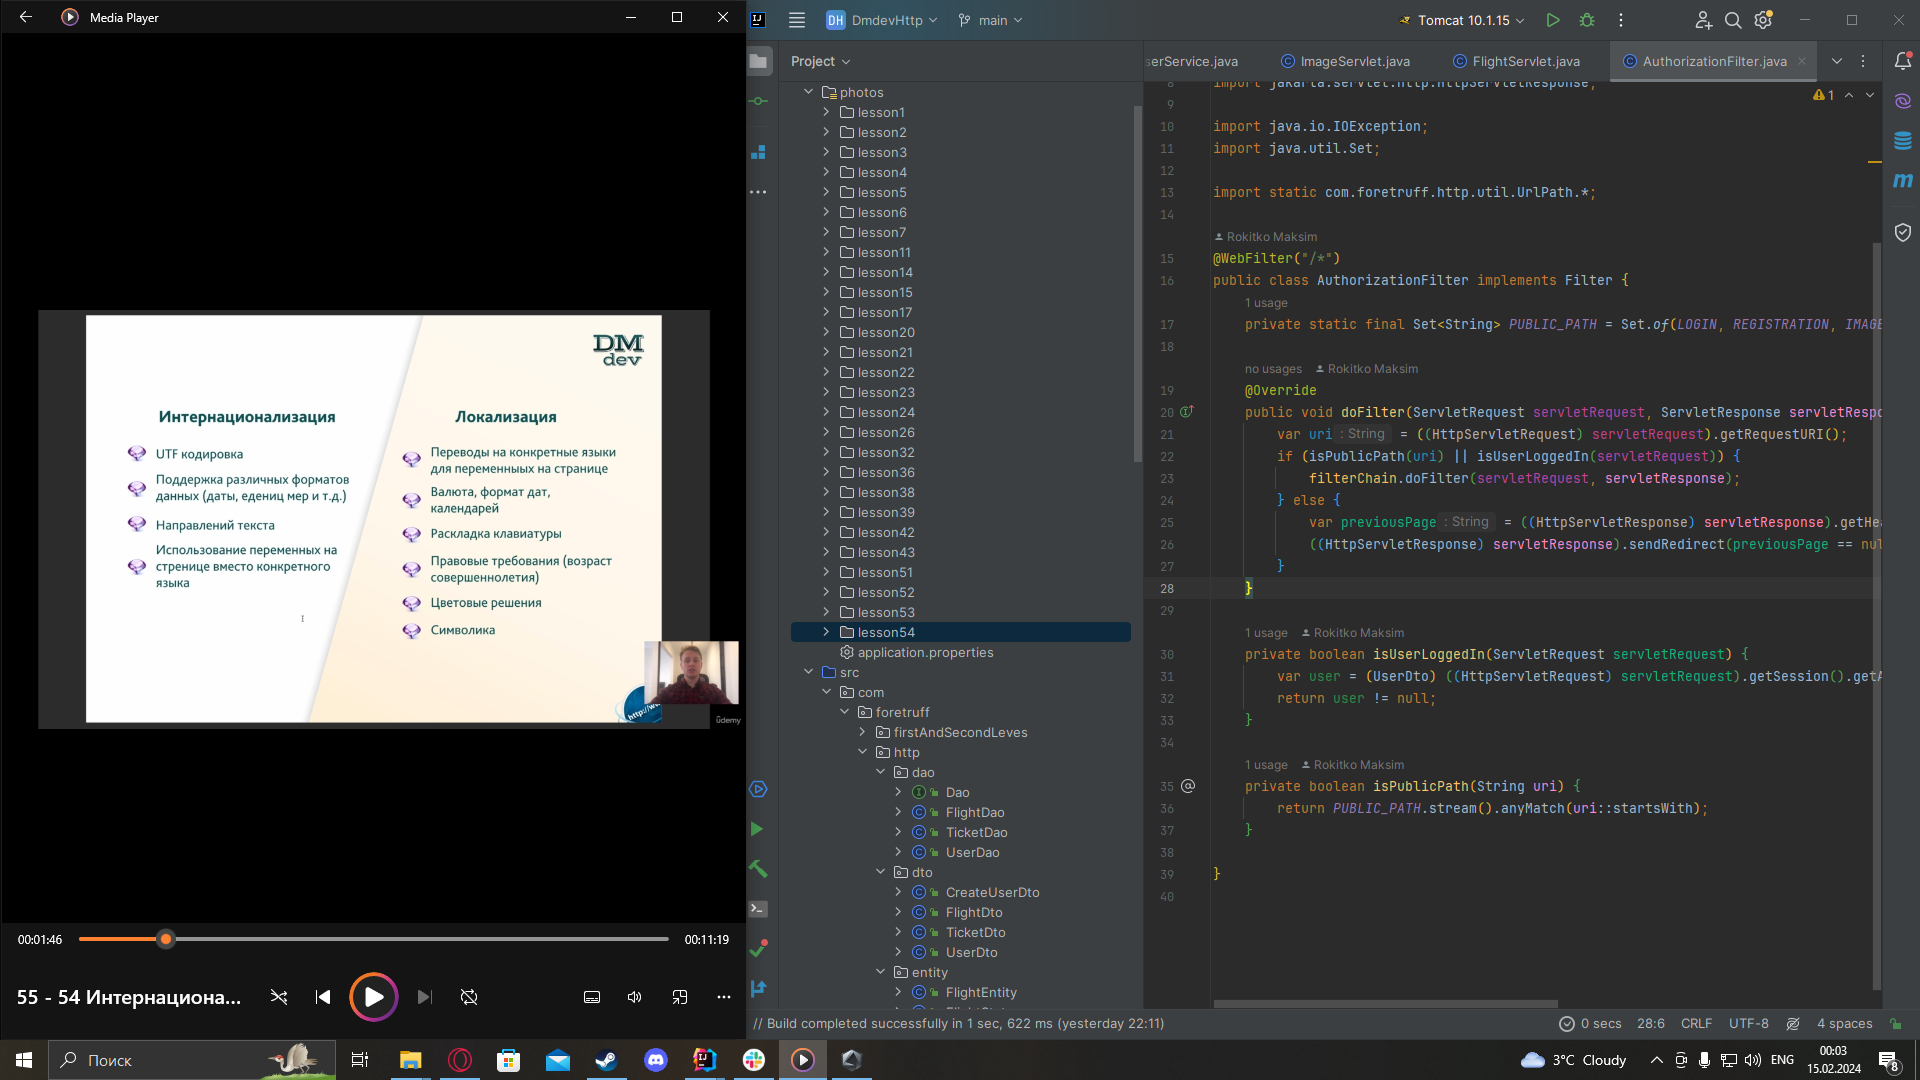 Media Player
DM
dev
Интернационализация
UTF кодировка
Поддержка различных форматов
данных (даты, едениц мер и т.д.)
Направлений текста
Использование переменных на
стренице вместо конкретного
языка
Локализация
Переводы на конкретные языки
для переменныых на странице
Валюта, формат дат,
календарей
Раскладка клавиатуры
Правовые требования (возраст
совершеннолетия)
Цветовые решения
Символика
ûdemy
00:01:46
00:11:19
55 - 54 Интернациона...
DH DmdevHttp
main
Tomcat 10.1.15
Project
photos
lesson1
lesson2
lesson3
lesson4
lesson5
lesson6
lesson7
lesson11
lesson14
lesson15
lesson17
lesson20
lesson21
lesson22
lesson23
lesson24
lesson26
lesson32
lesson36
lesson38
lesson39
lesson42
lesson43
lesson51
lesson52
lesson53
lesson54
application.properties
src
com
foretruff
firstAndSecondLeves
http
dao
Dao
FlightDao
TicketDao
UserDao
dto
CreateUserDto
FlightDto
TicketDto
UserDto
entity
FlightEntity
serService.java ImageServlet.java FlightServlet.java AuthorizationFilter.java
1
8 import jakarta.servlet.http.HttpServletResponse;
9
10 import java.io.IOException;
11 import java.util.Set;
12
13 import static com.foretruff.http.util.UrlPath.*;
14
Rokitko Maksim
15 @WebFilter("/*")
16 public class AuthorizationFilter implements Filter {
1 usage
17 private static final Set<String> PUBLIC_PATH = Set.of(LOGIN, REGISTRATION, IMAGE
18
no usages Rokitko Maksim
19 @Override
20 public void doFilter(ServletRequest servletRequest, ServletResponse servletRespo
21 var uri : String = ((HttpServletRequest) servletRequest).getRequestURI();
22 if (isPublicPath(uri) || isUserLoggedIn(servletRequest)) {
23 filterChain.doFilter(servletRequest, servletResponse);
24 } else {
25 var previousPage : String = ((HttpServletResponse) servletResponse).getHea
26 ((HttpServletResponse) servletResponse).sendRedirect(previousPage == nul
27 }
28 }
29
1 usage Rokitko Maksim
30 private boolean isUserLoggedIn(ServletRequest servletRequest) {
31 var user = (UserDto) ((HttpServletRequest) servletRequest).getSession().getA
32 return user != null;
33 }
34
1 usage Rokitko Maksim
35 private boolean isPublicPath(String uri) {
36 return PUBLIC_PATH.stream().anyMatch(uri::startsWith);
37 }
38
39 }
40
// Build completed successfully in 1 sec, 622 ms (yesterday 22:11)
0 secs 28:6 CRLF UTF-8 4 spaces
Поиск
3°C Cloudy
ENG
00:03
15.02.2024
8